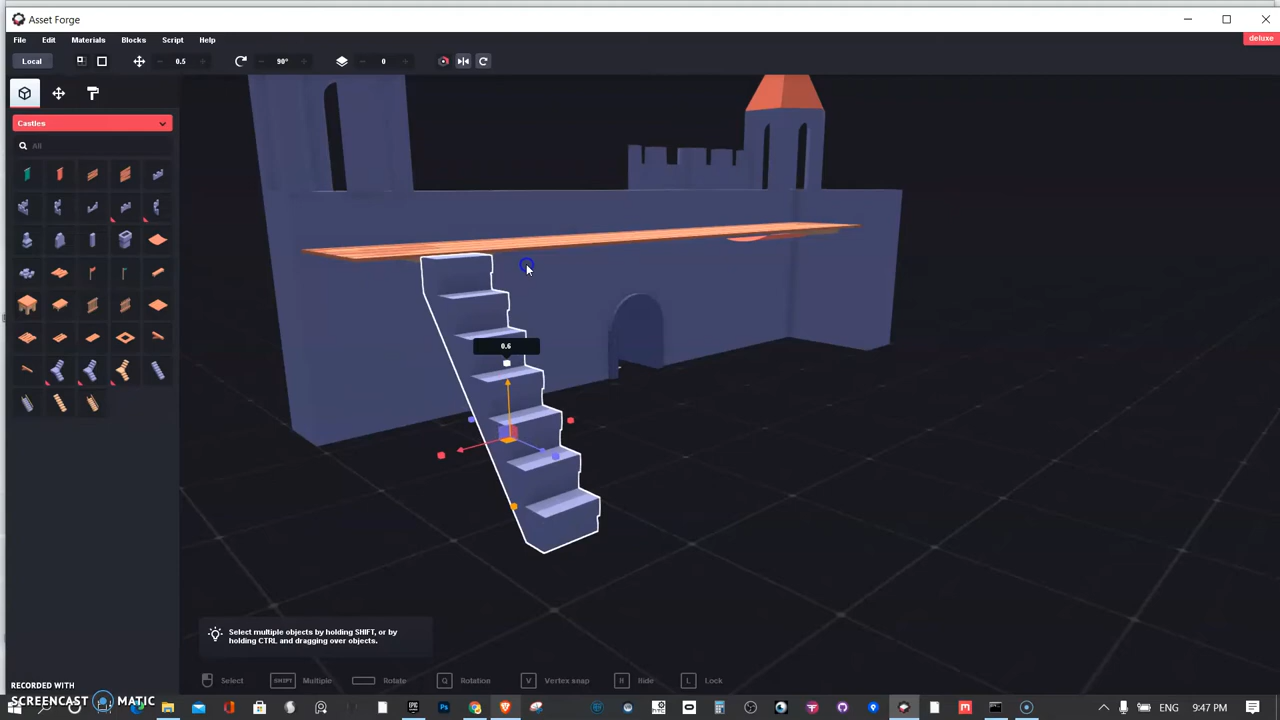 Asset Forge
File Edit Materials Blocks Script Help
deluxe
Local 0.5 90° 0
Castles
All
0.6
Select multiple objects by holding SHIFT, or by
holding CTRL and dragging over objects.
Select SHIFT Multiple Rotate Q Rotation V Vertex snap H Hide L Lock
RECORDED WITH
SCREENCAST MATIC
9:47 PM